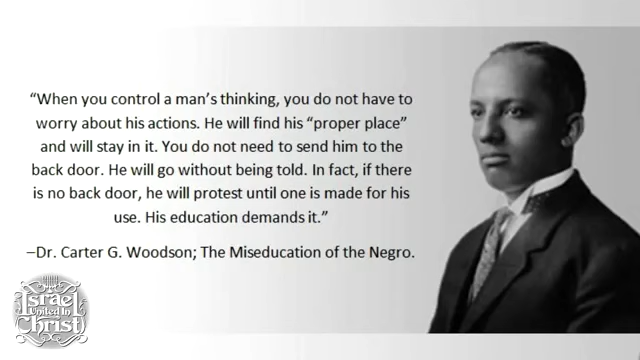 “When you control a man’s thinking, you do not have to
worry about his actions. He will find his “proper place”
and will stay in it. You do not need to send him to the
back door. He will go without being told. In fact, if there
is no back door, he will protest until one is made for his
use. His education demands it.”
–Dr. Carter G. Woodson; The Miseducation of the Negro.
Israel
United In
Christ